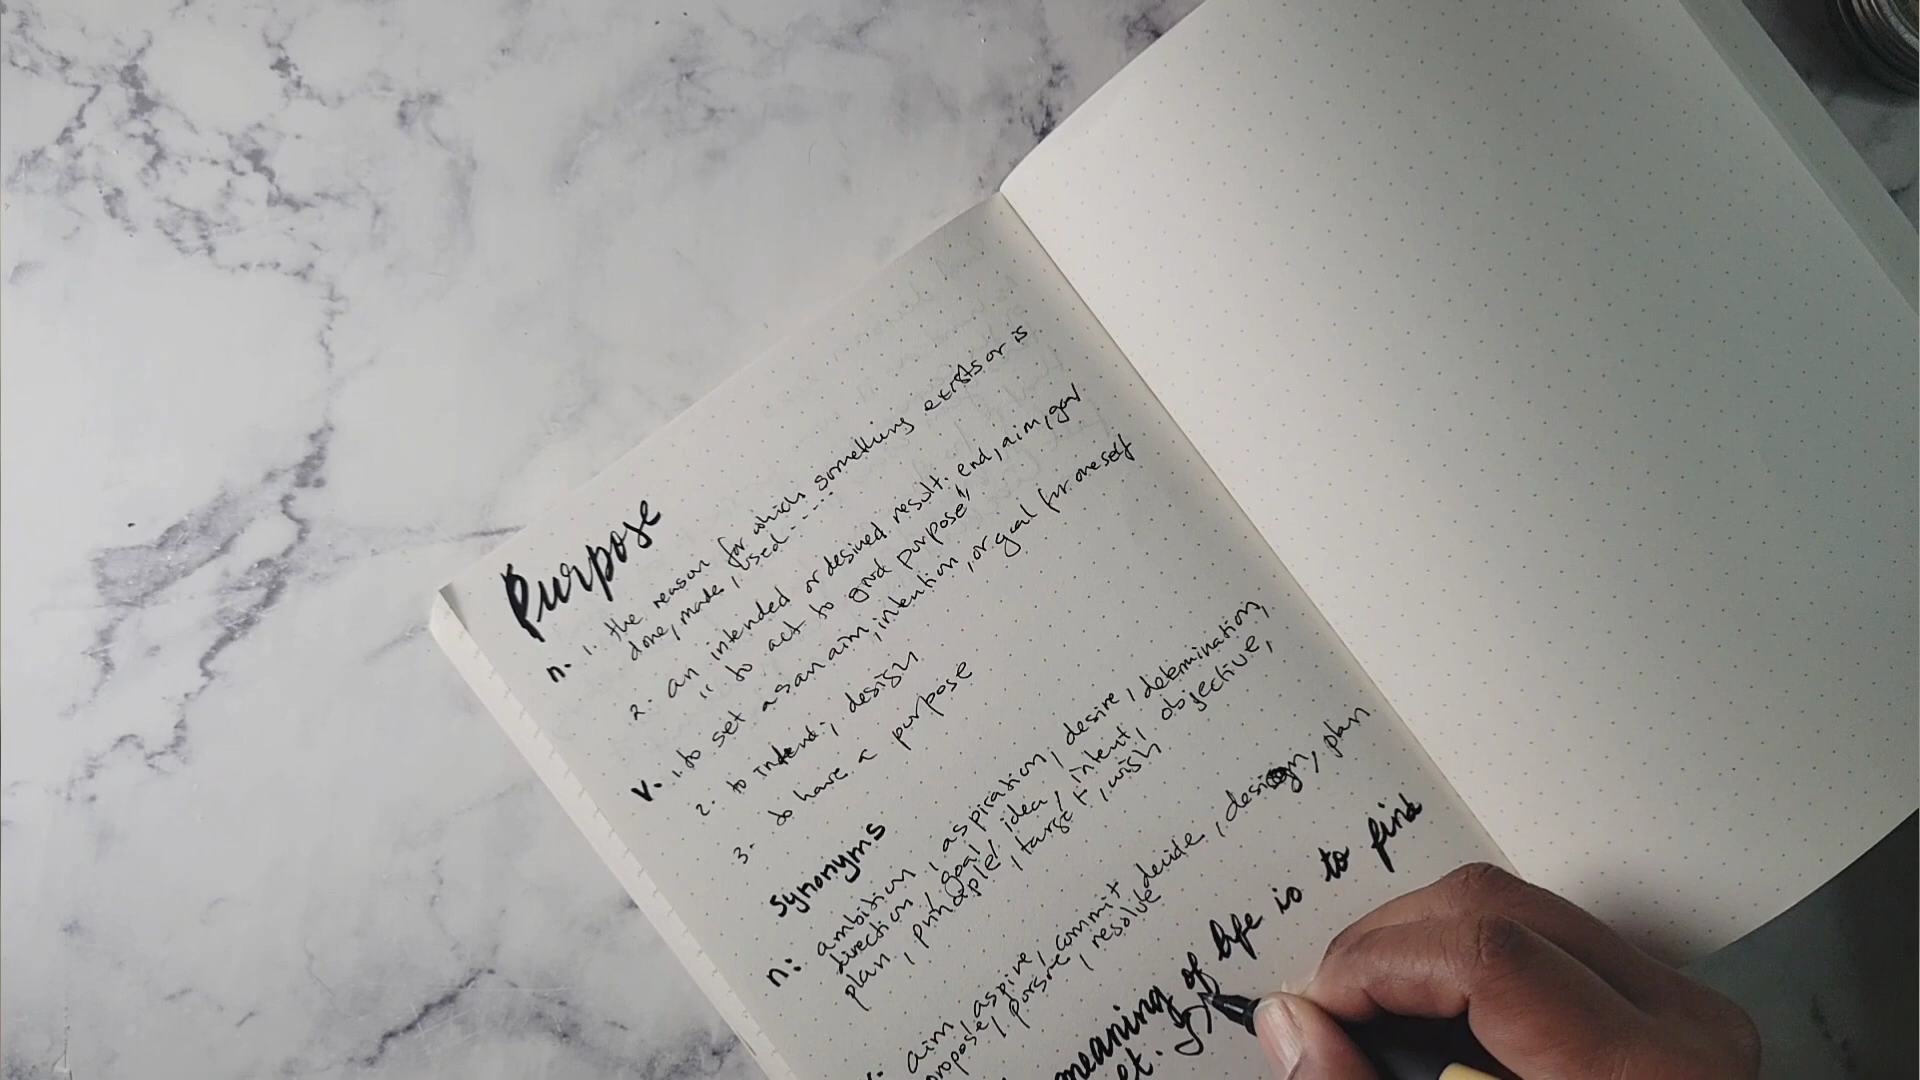 Purpose
n. 1. the reason for which something exists or is
done, made, used.....
2. an intended or desired result. end, aim, goal
" to act to good purpose"
v. 1. to set as an aim, intention, or goal for oneself
2. to intend; design
3. to have a purpose
Synonyms
n: ambition, aspiration, desire, determination,
direction, goal, idea, intent, objective,
plan, principle, target, wish
aim, aspire, commit, decide, design, plan
propose, pursue, resolve
meaning of life is to find